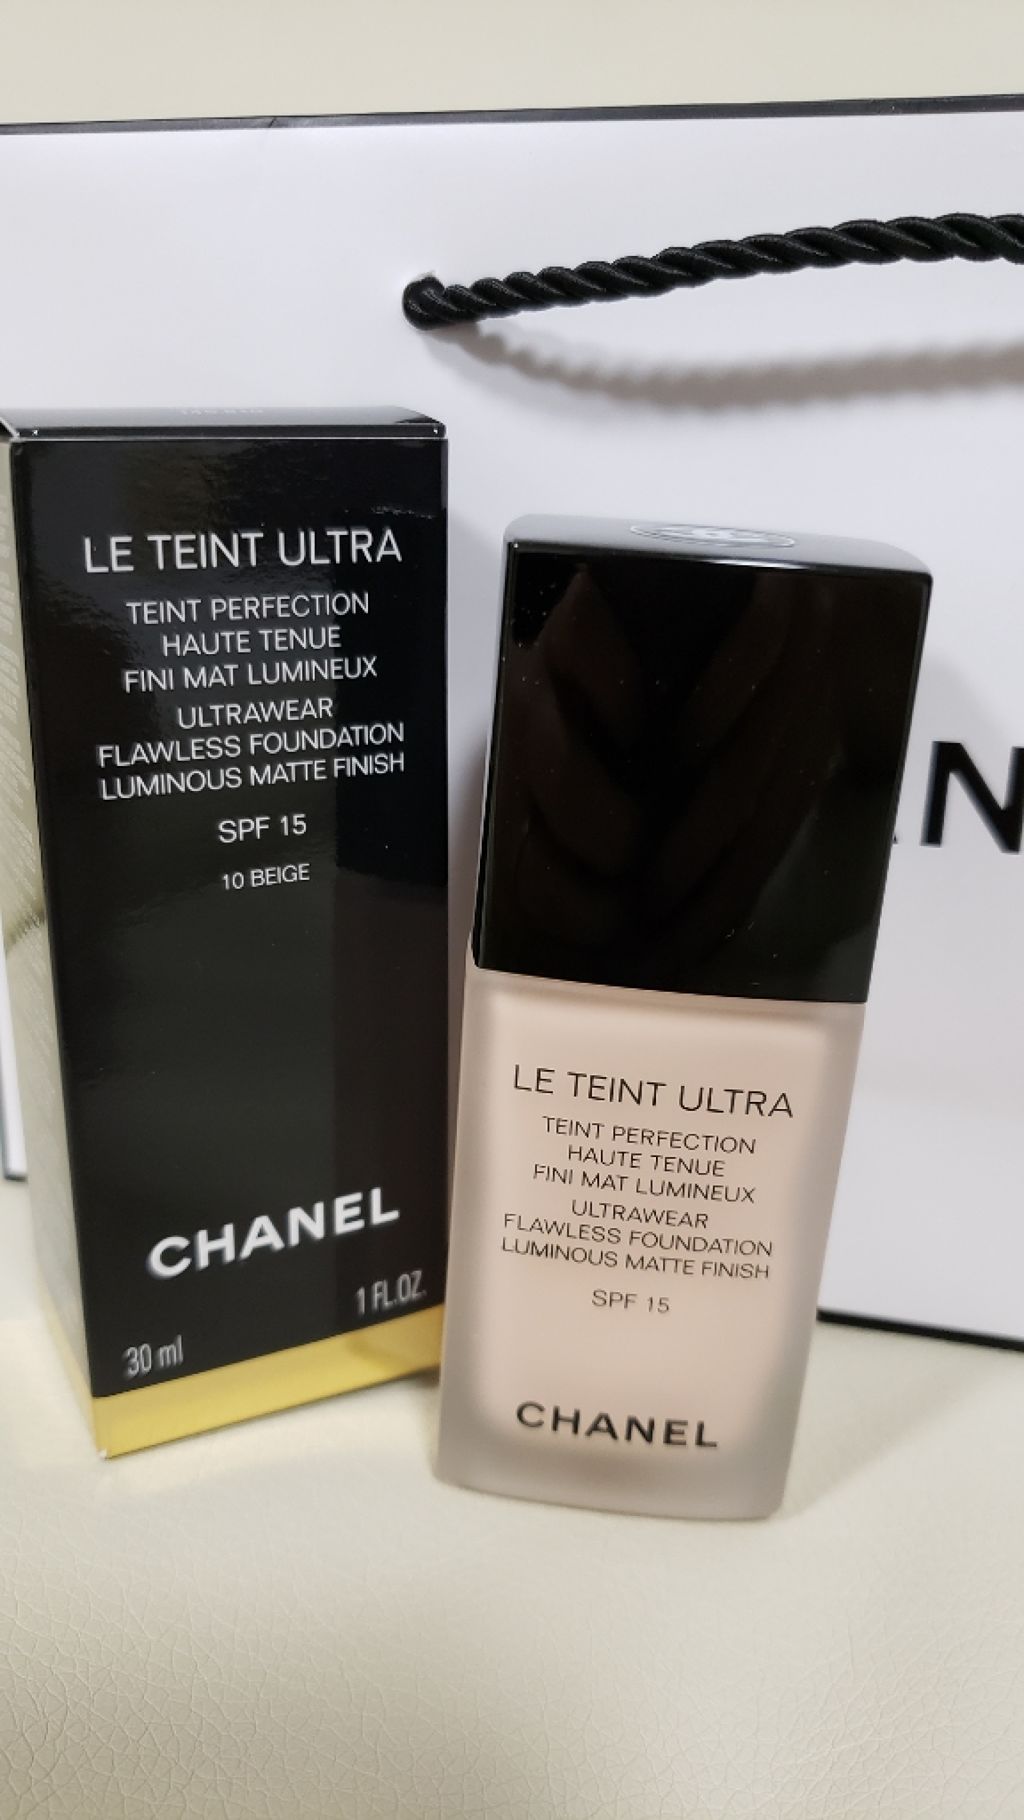 LE TEINT ULTRA
TEINT PERFECTION
HAUTE TENUE
FINI MAT LUMINEUX
ULTRAWEAR
FLAWLESS FOUNDATION
LUMINOUS MATTE FINISH
SPF 15
10 BEIGE
CHANEL
1 FL.OZ.
30 ml
LE TEINT ULTRA
TEINT PERFECTION
HAUTE TENUE
FINI MAT LUMINEUX
ULTRAWEAR
FLAWLESS FOUNDATION
LUMINOUS MATTE FINISH
SPF 15
CHANEL
AN